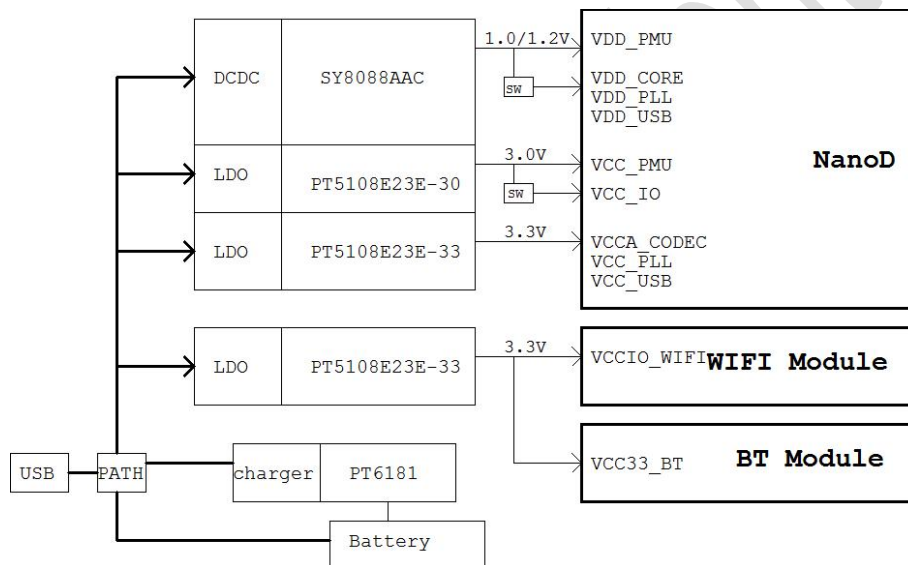 1.0/1.2V
VDD_PMU
DCDC SY8088AAC
SW
VDD_CORE
VDD_PLL
VDD_USB
NanoD
3.0V
VCC_PMU
LDO PT5108E23E-30
SW
VCC_IO
3.3V
LDO PT5108E23E-33
VCCA_CODEC
VCC_PLL
VCC_USB
3.3V
LDO PT5108E23E-33
VCCIO_WIFI WIFI Module
VCC33_BT BT Module
USB PATH charger PT6181
Battery